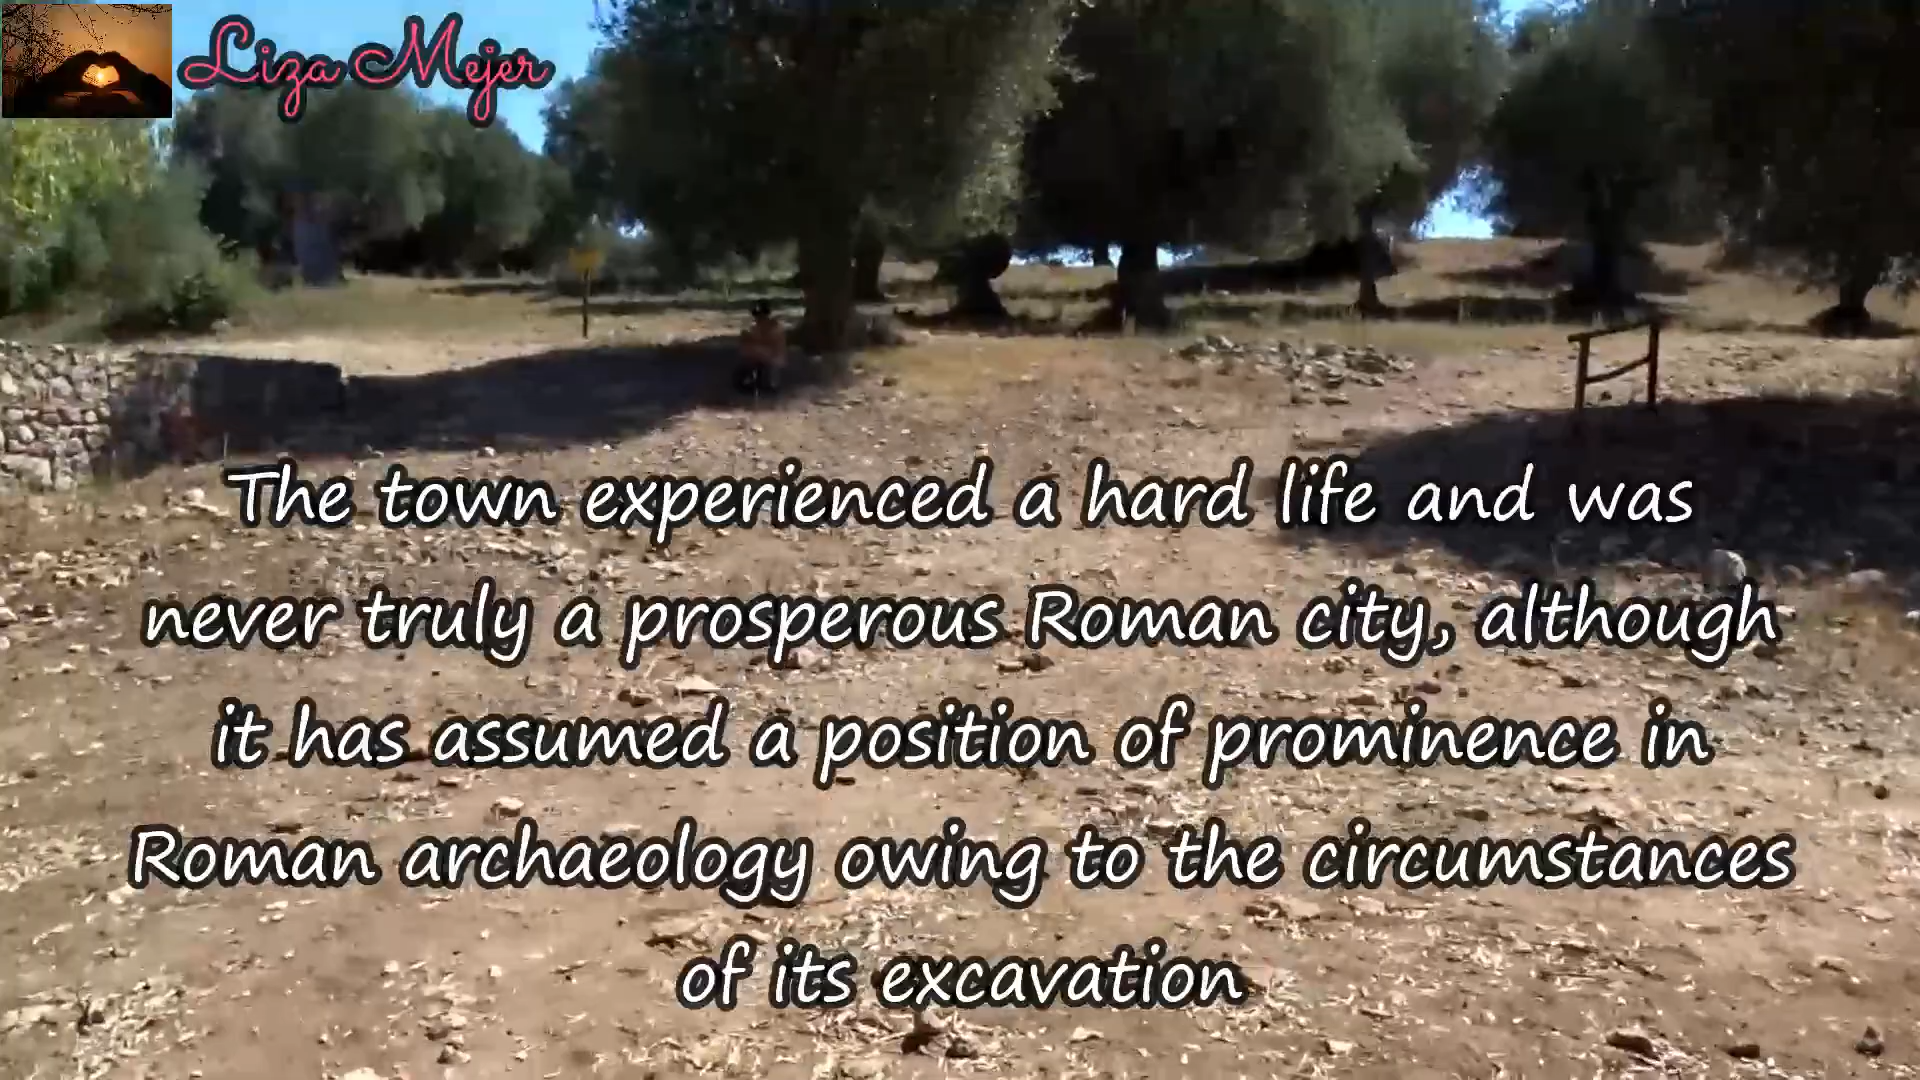 Liza Mejer
The town experienced a hard life and was
never truly a prosperous Roman city, although
it has assumed a position of prominence in
Roman archaeology owing to the circumstances
of its excavation